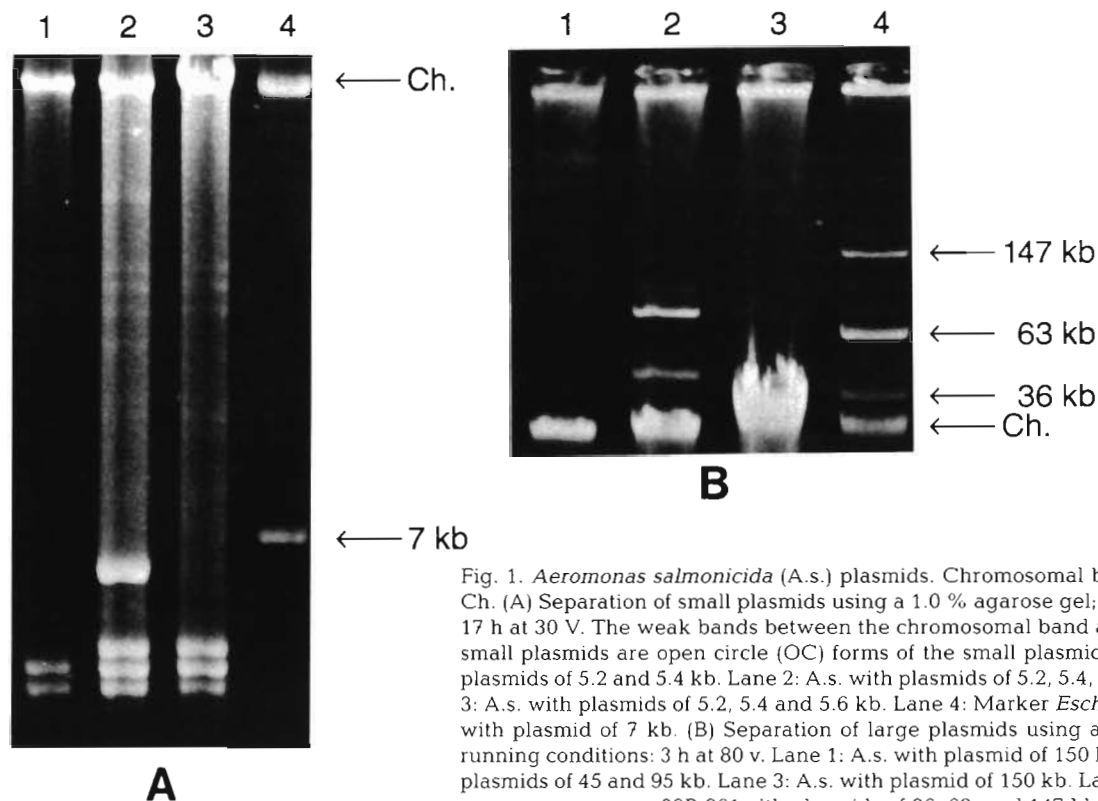 1 2 3 4
Ch.
7 kb
A
1 2 3 4
147 kb
63 kb
36 kb
Ch.
B
Fig. 1. Aeromonas salmonicida (A.s.) plasmids. Chromosomal
Ch. (A) Separation of small plasmids using a 1.0 % agarose gel;
17 h at 30 V. The weak bands between the chromosomal band
small plasmids are open circle (OC) forms of the small
plasmids of 5.2 and 5.4 kb. Lane 2: A.s. with plasmids of 5.2, 5.4,
3: A.s. with plasmids of 5.2, 5.4 and 5.6 kb. Lane 4: Marker
with plasmid of 7 kb. (B) Separation of large plasmids using
running conditions: 3 h at 80 v. Lane 1: A.s. with plasmid of 150
plasmids of 45 and 95 kb. Lane 3: A.s. with plasmid of 150 kb.